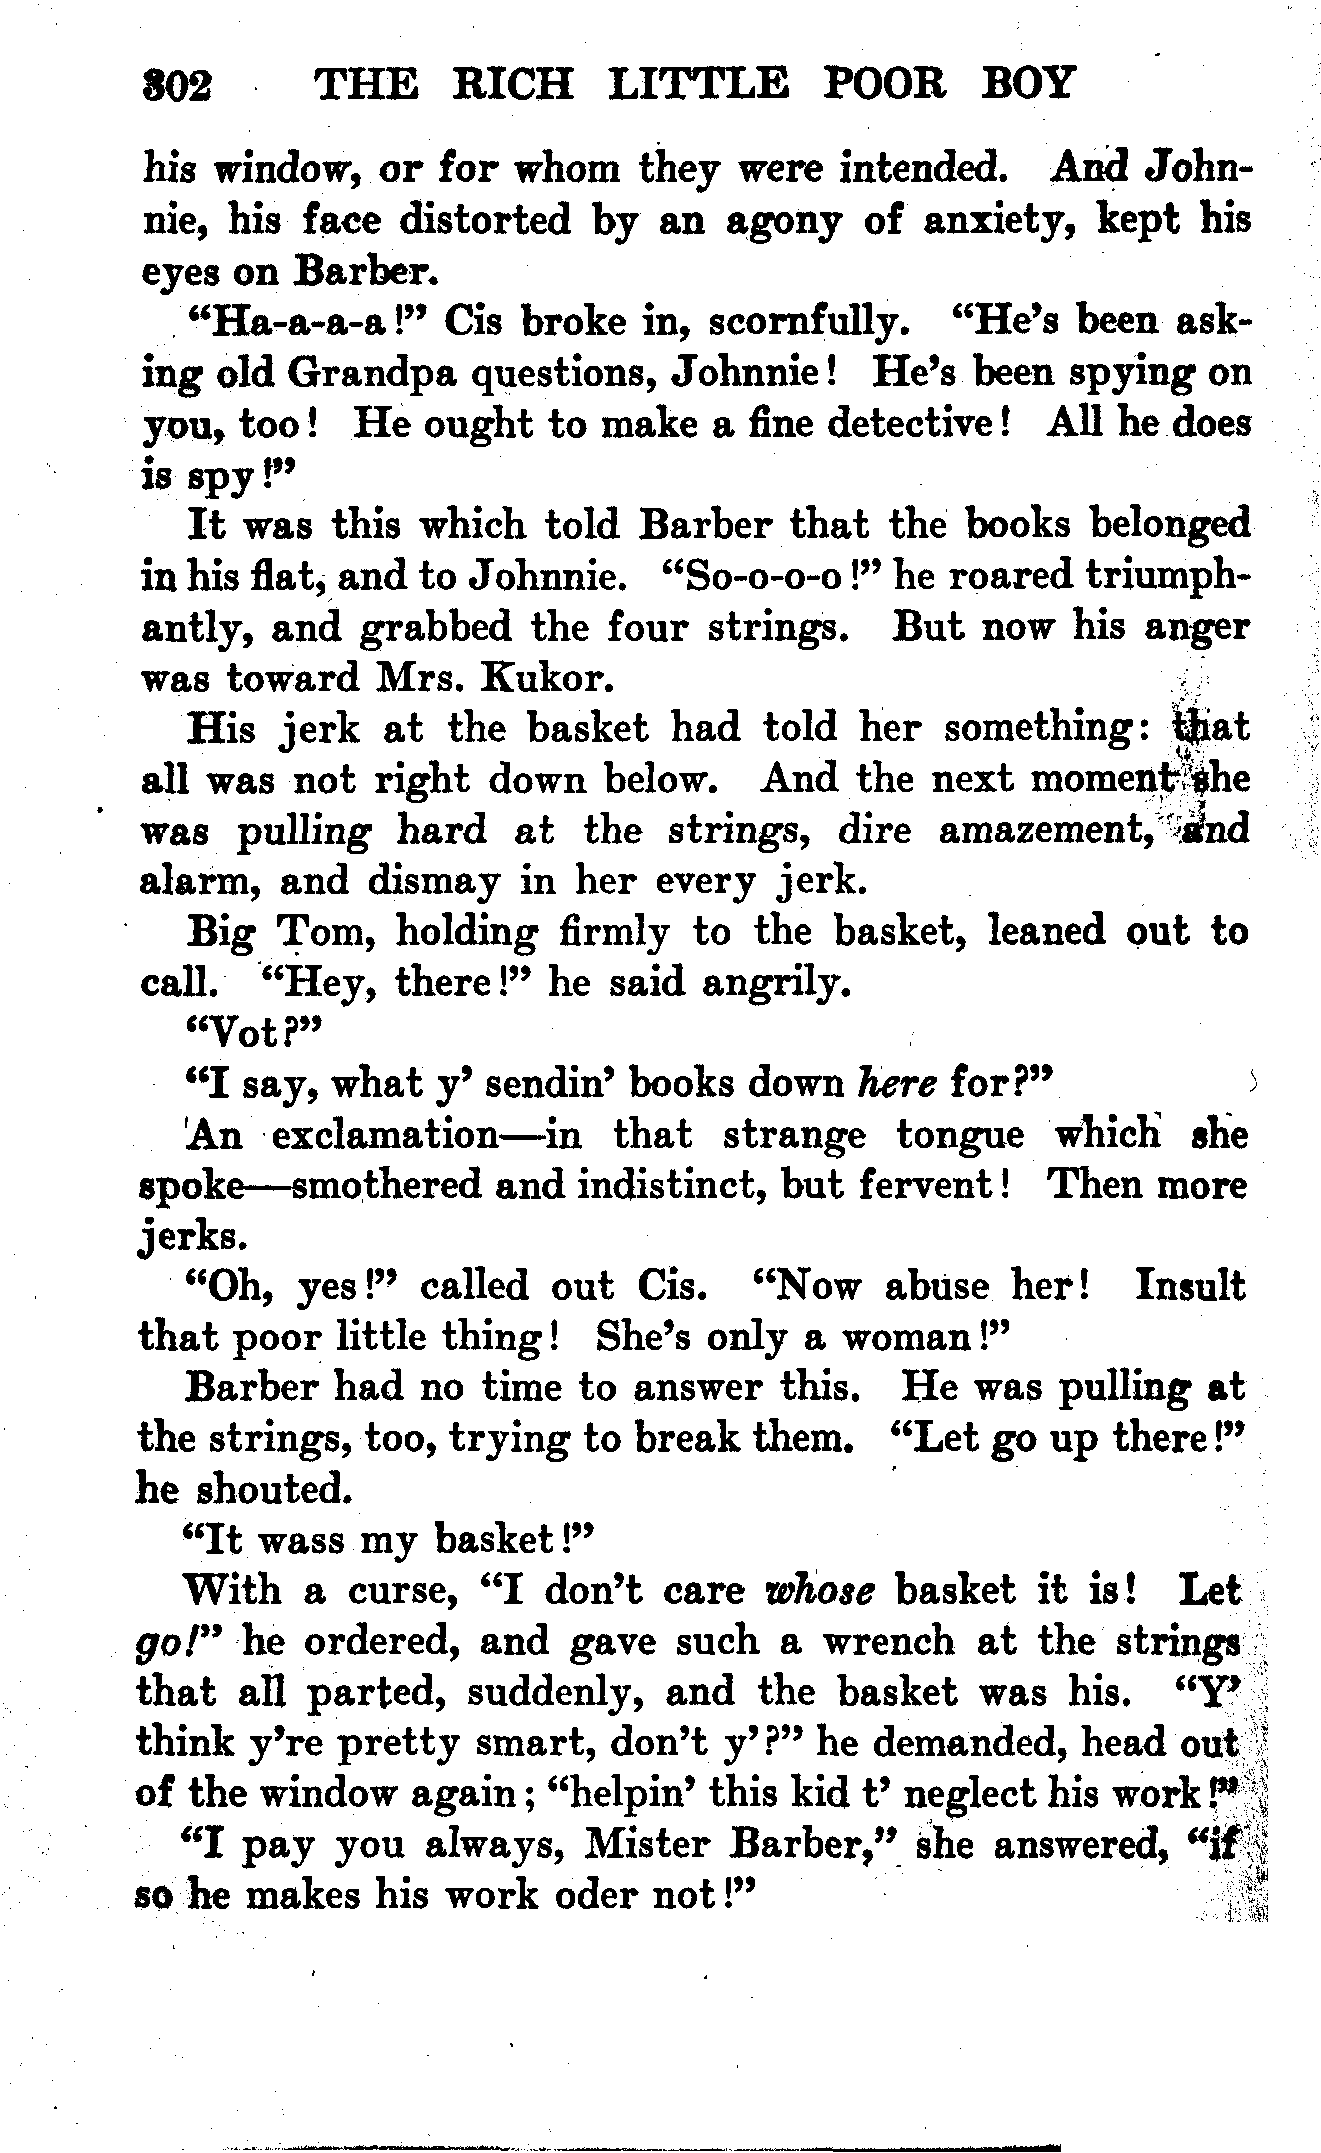 302 THE RICH LITTLE POOR BOY
his window, or for whom they were intended. And John-
nie, his face distorted by an agony of anxiety, kept his
eyes on Barber.
"Ha-a-a-a!" Cis broke in, scornfully. "He's been ask-
ing old Grandpa questions, Johnnie! He's been spying on
you, too! He ought to make a fine detective! All he does
is spy!"
It was this which told Barber that the books belonged
in his flat, and to Johnnie. "So-o-o-o!" he roared triumph-
antly, and grabbed the four strings. But now his anger
was toward Mrs. Kukor.
His jerk at the basket had told her something: that
all was not right down below. And the next moment she
was pulling hard at the strings, dire amazement, and
alarm, and dismay in her every jerk.
Big Tom, holding firmly to the basket, leaned out to
call. "Hey, there!" he said angrily.
"Vot?"
"I say, what y' sendin' books down here for?"
An exclamation—in that strange tongue which she
spoke—smothered and indistinct, but fervent! Then more
jerks.
"Oh, yes!" called out Cis. "Now abuse her! Insult
that poor little thing! She's only a woman!"
Barber had no time to answer this. He was pulling at
the strings, too, trying to break them. "Let go up there!"
he shouted.
"It wass my basket!"
With a curse, "I don't care whose basket it is! Let
go!" he ordered, and gave such a wrench at the strings
that all parted, suddenly, and the basket was his. "Y'
think y're pretty smart, don't y'?" he demanded, head out
of the window again; "helpin' this kid t' neglect his work!"
"I pay you always, Mister Barber," she answered, "if
so he makes his work oder not!"